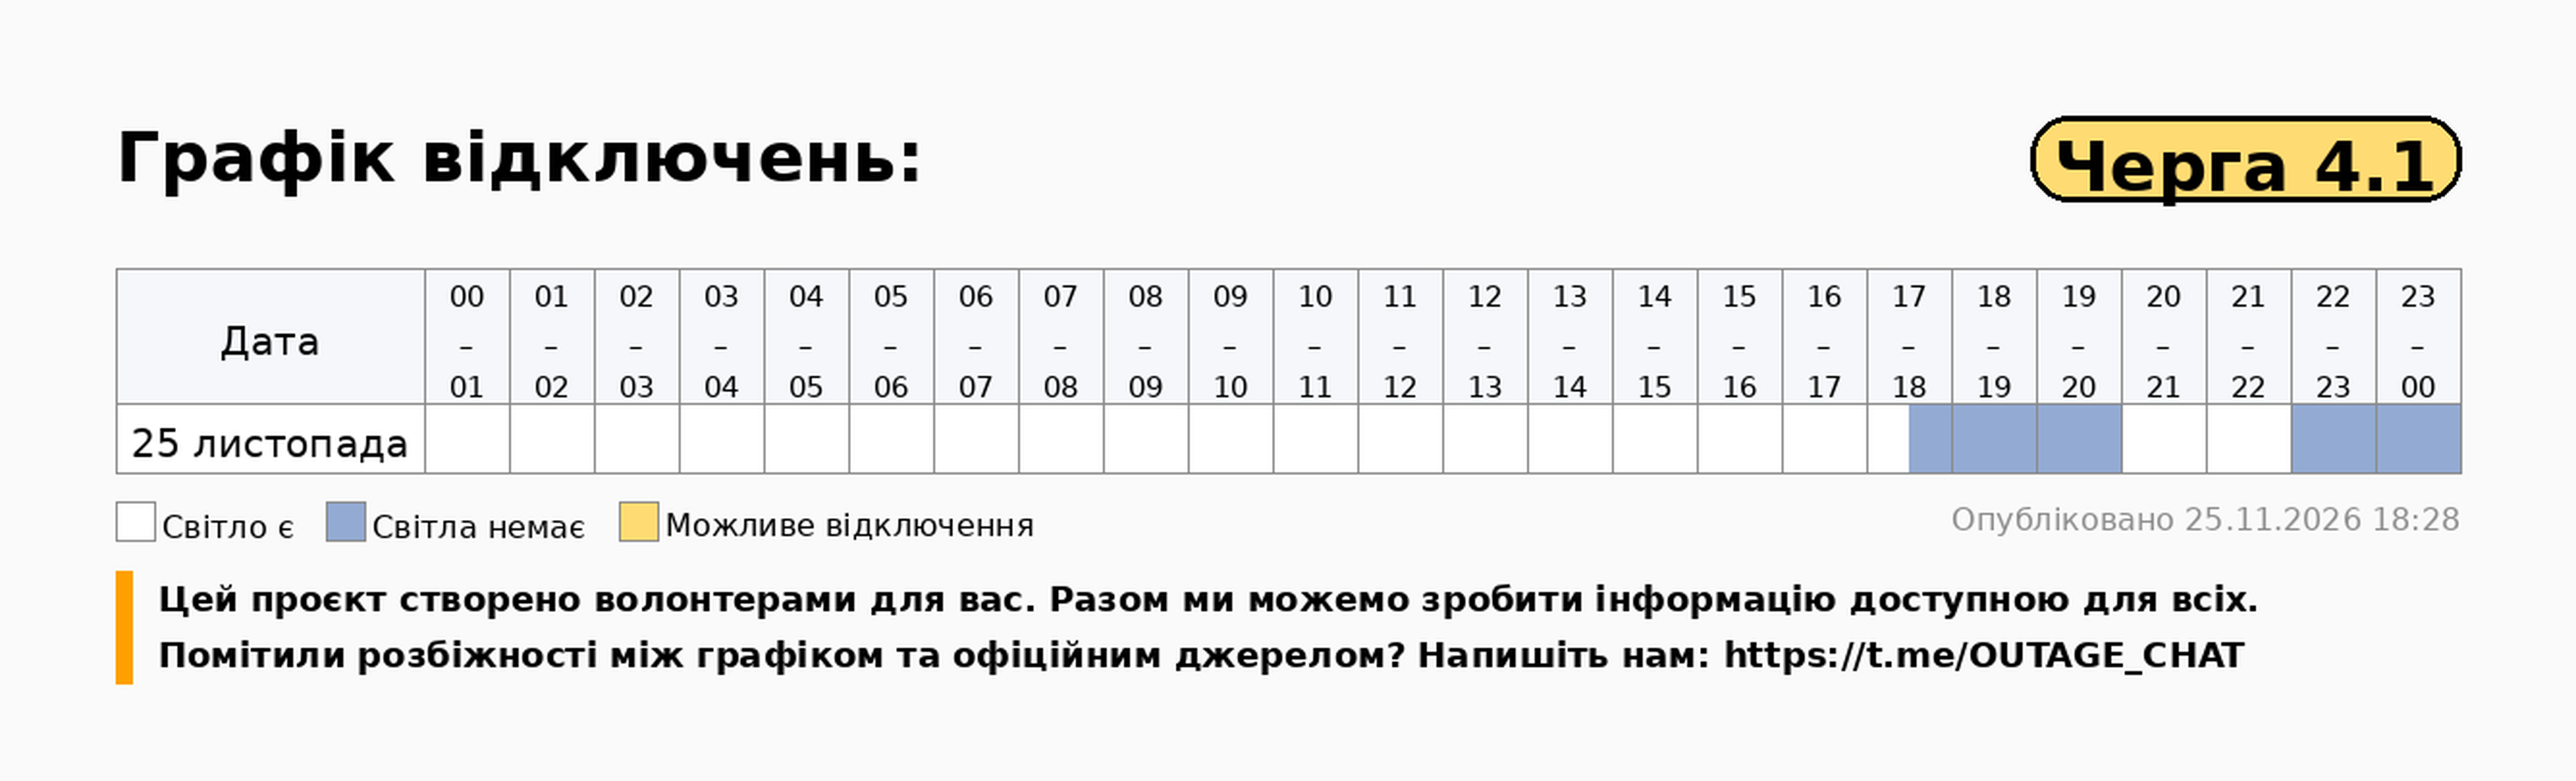 Графік відключень:
Черга 4.1
Дата 00 – 01 01 – 02 02 – 03 03 – 04 04 – 05 05 – 06 06 – 07 07 – 08 08 – 09 09 – 10 10 – 11 11 – 12 12 – 13 13 – 14 14 – 15 15 – 16 16 – 17 17 – 18 18 – 19 19 – 20 20 – 21 21 – 22 22 – 23 23 – 00
25 листопада
Світло є Світла немає Можливе відключення
Опубліковано 25.11.2026 18:28
Цей проєкт створено волонтерами для вас. Разом ми можемо зробити інформацію доступною для всіх.
Помітили розбіжності між графіком та офіційним джерелом? Напишіть нам: https://t.me/OUTAGE_CHAT